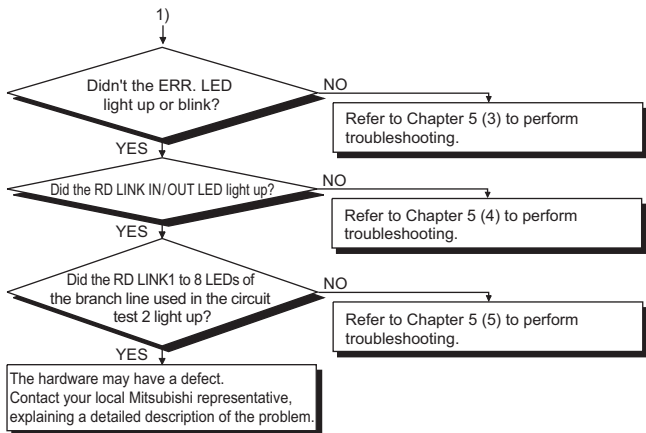 1)
Didn't the ERR. LED
light up or blink?
NO
Refer to Chapter 5 (3) to perform
troubleshooting.
YES
Did the RD LINK IN/OUT LED light up?
NO
Refer to Chapter 5 (4) to perform
troubleshooting.
YES
Did the RD LINK1 to 8 LEDs of
the branch line used in the circuit
test 2 light up?
NO
Refer to Chapter 5 (5) to perform
troubleshooting.
YES
The hardware may have a defect.
Contact your local Mitsubishi representative,
explaining a detailed description of the problem.